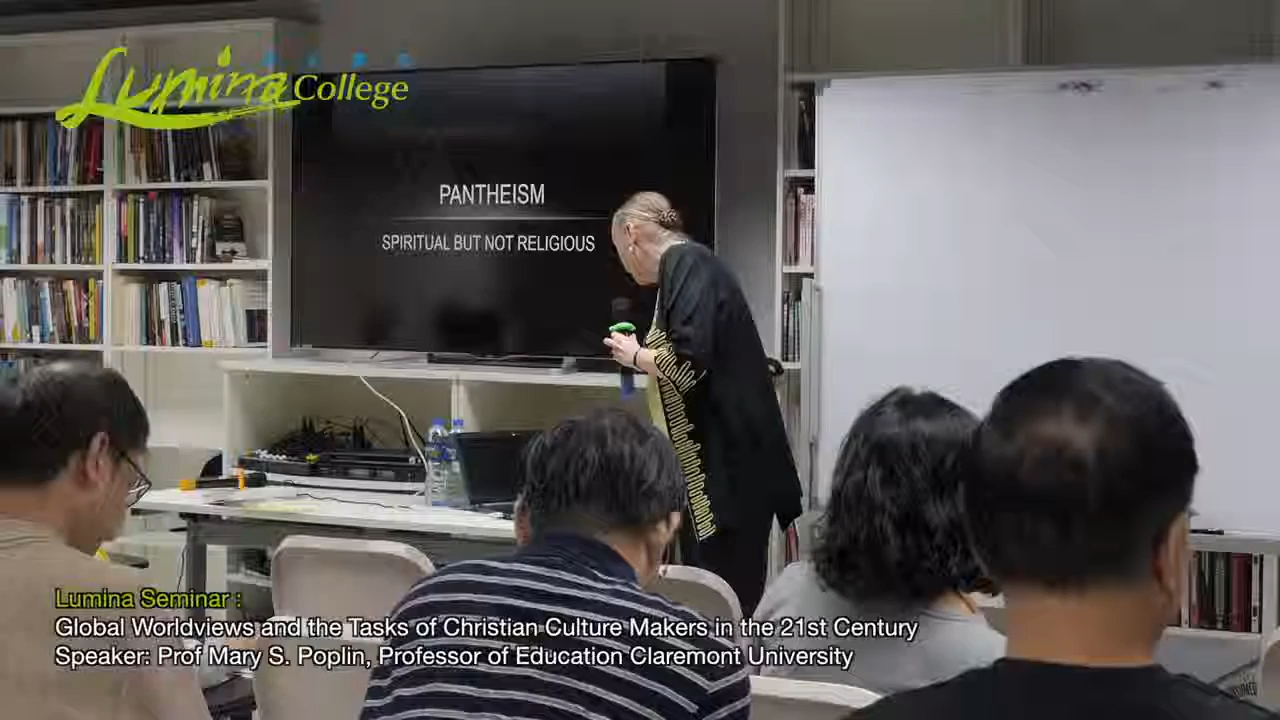 Lumina College
PANTHEISM
SPIRITUAL BUT NOT RELIGIOUS
Lumina Seminar :
Global Worldviews and the Tasks of Christian Culture Makers in the 21st Century
Speaker: Prof Mary S. Poplin, Professor of Education Claremont University